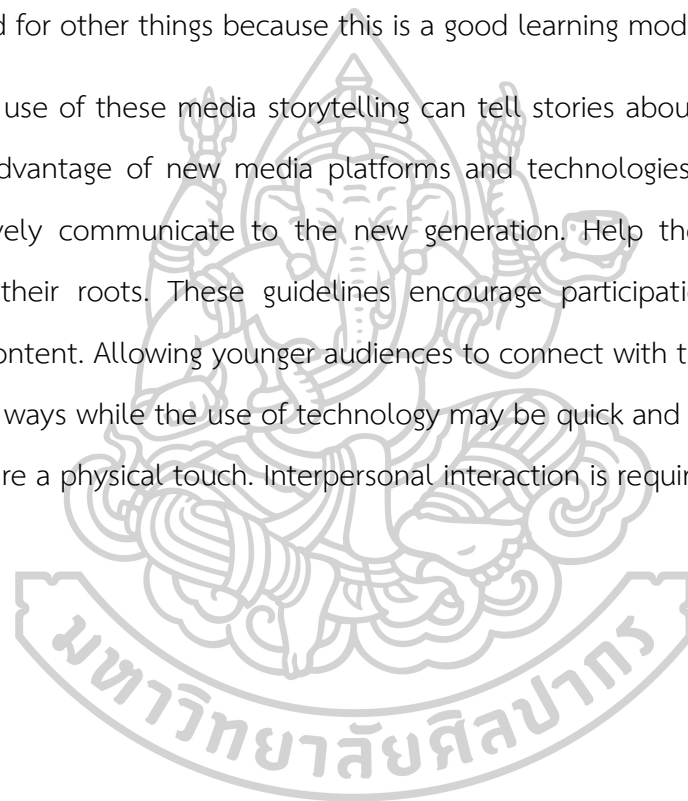 d for other things because this is a good learning mod
use of these media storytelling can tell stories abou
dvantage of new media platforms and technologies.
vely communicate to the new generation. Help the
their roots. These guidelines encourage participati
ontent. Allowing younger audiences to connect with t
ways while the use of technology may be quick and
re a physical touch. Interpersonal interaction is requir
มหาวิทยาลัยศิลปากร